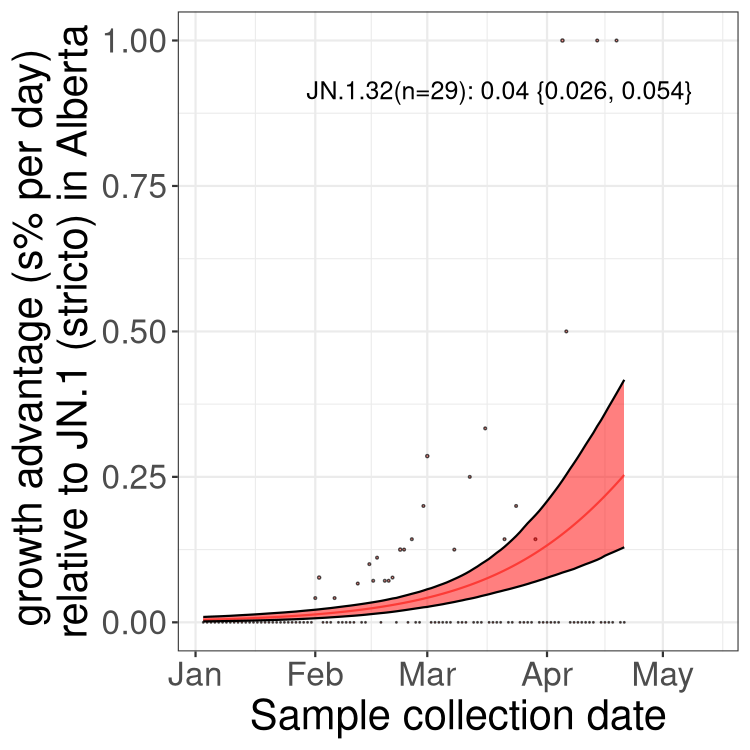 growth advantage (s% per day)
relative to JN.1 (stricto) in Alberta
1.00
JN.1.32(n=29): 0.04 {0.026, 0.054}
0.75
0.50
0.25
0.00
Jan Feb Mar Apr May
Sample collection date